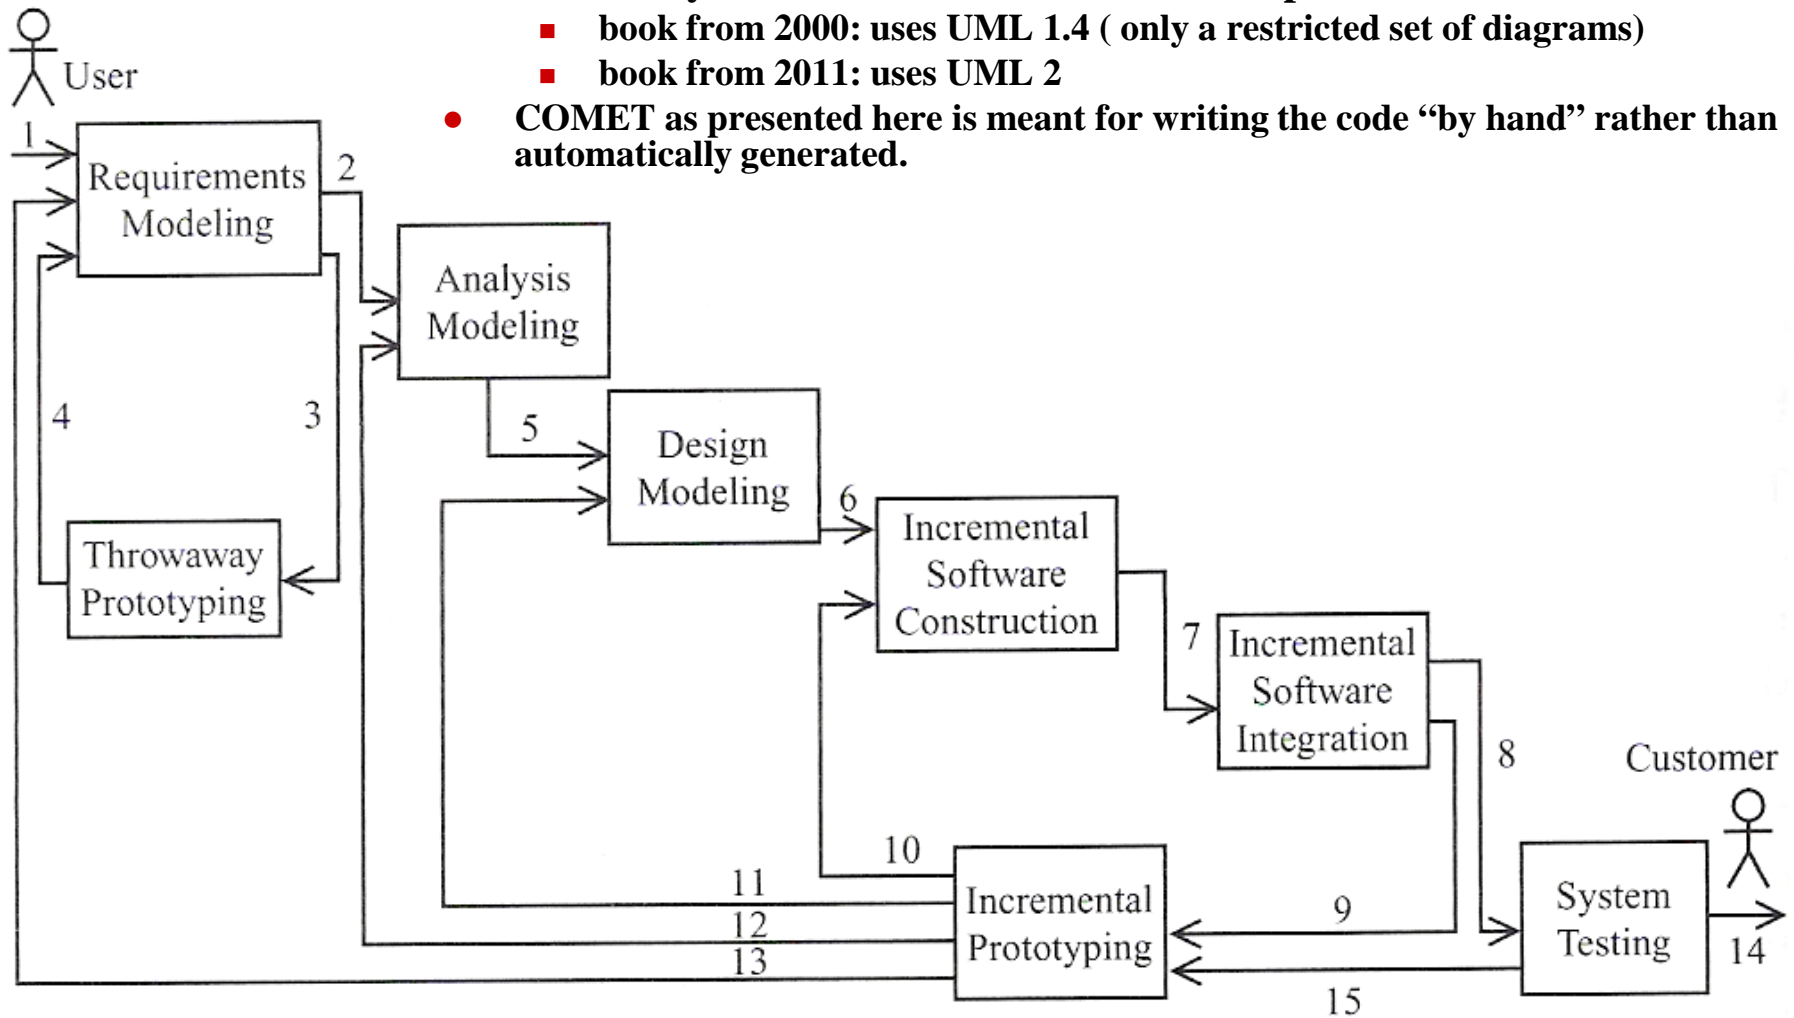 book from 2000: uses UML 1.4 ( only a restricted set of diagrams)
book from 2011: uses UML 2
COMET as presented here is meant for writing the code “by hand” rather than
automatically generated.
User
1
Requirements
Modeling
2
Analysis
Modeling
4
3
5
Design
Modeling
6
Throwaway
Prototyping
Incremental
Software
Construction
7
Incremental
Software
Integration
8
Customer
10
11
12
13
Incremental
Prototyping
9
15
System
Testing
14